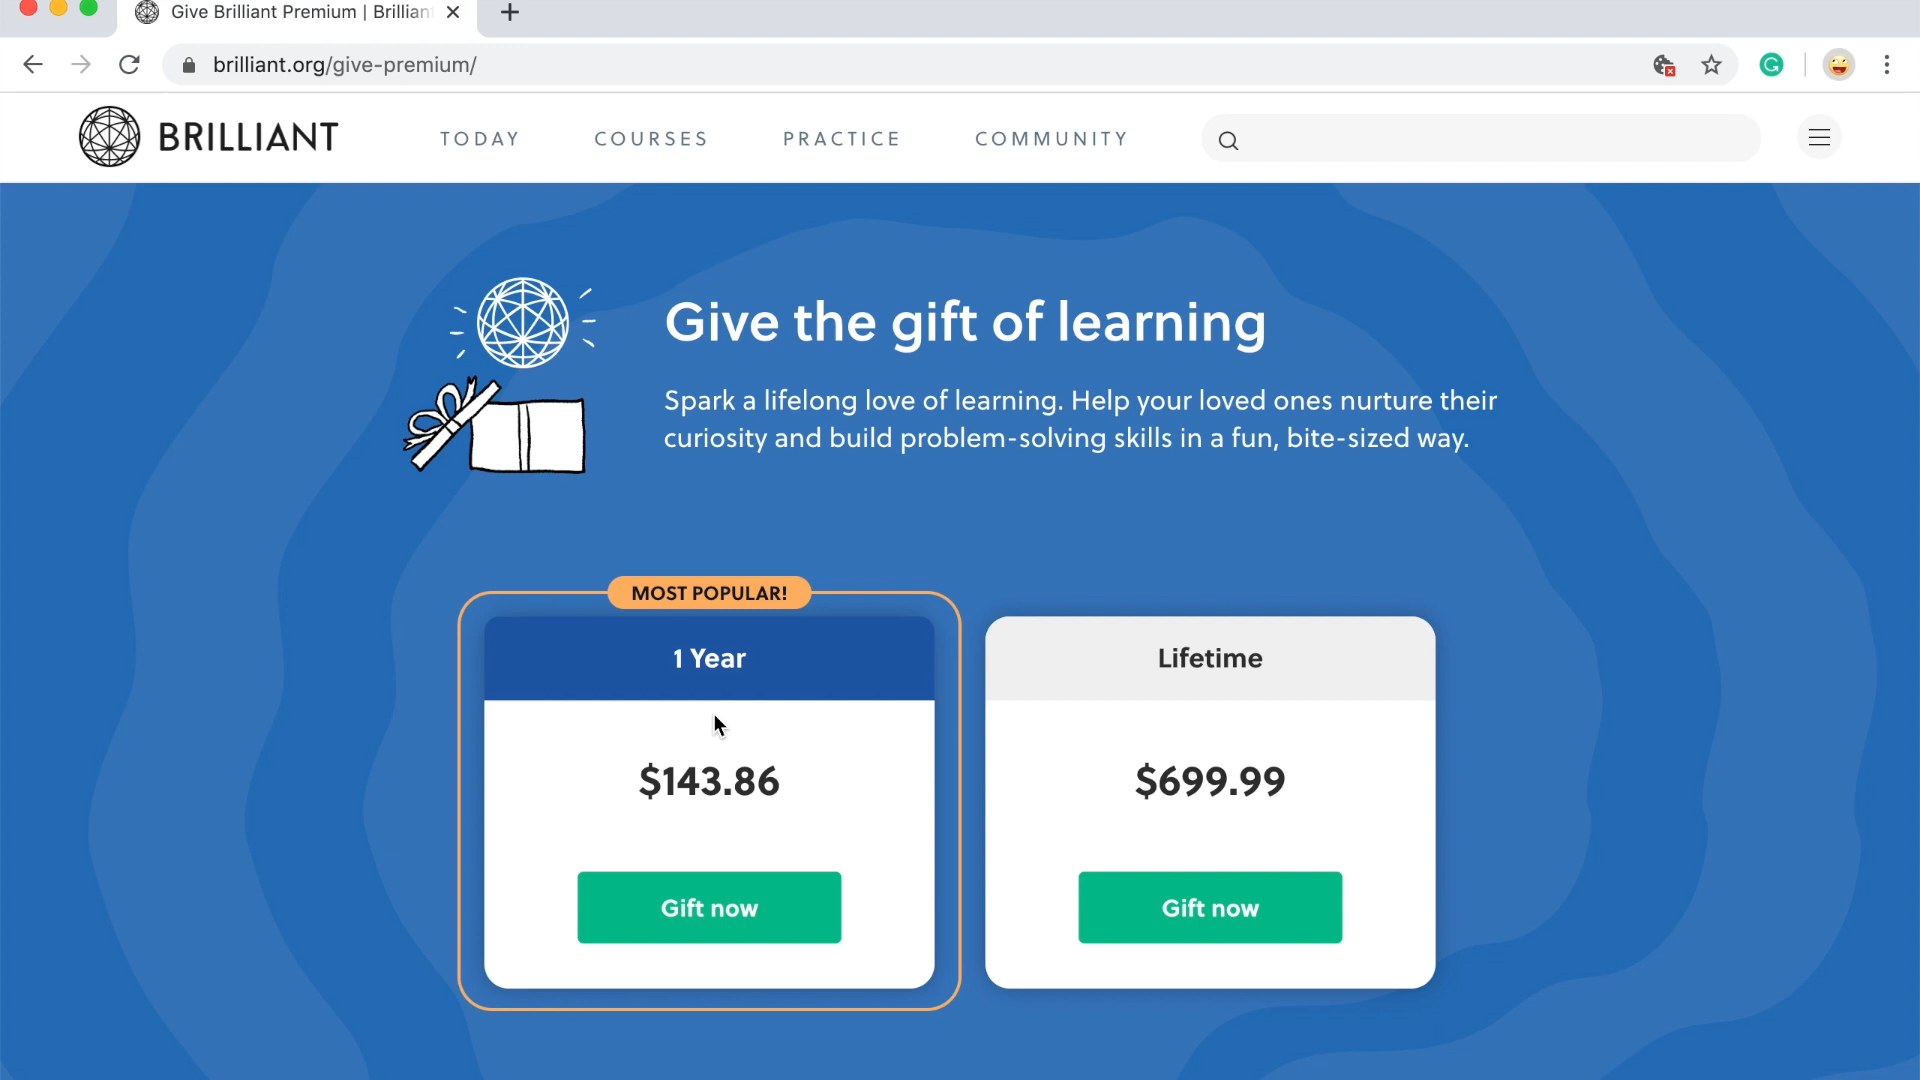 Give Brilliant Premium | Brillian
brilliant.org/give-premium/
BRILLIANT
TODAY
COURSES
PRACTICE
COMMUNITY
Give the gift of learning
Spark a lifelong love of learning. Help your loved ones nurture their
curiosity and build problem-solving skills in a fun, bite-sized way.
MOST POPULAR!
1 Year
$143.86
Gift now
Lifetime
$699.99
Gift now